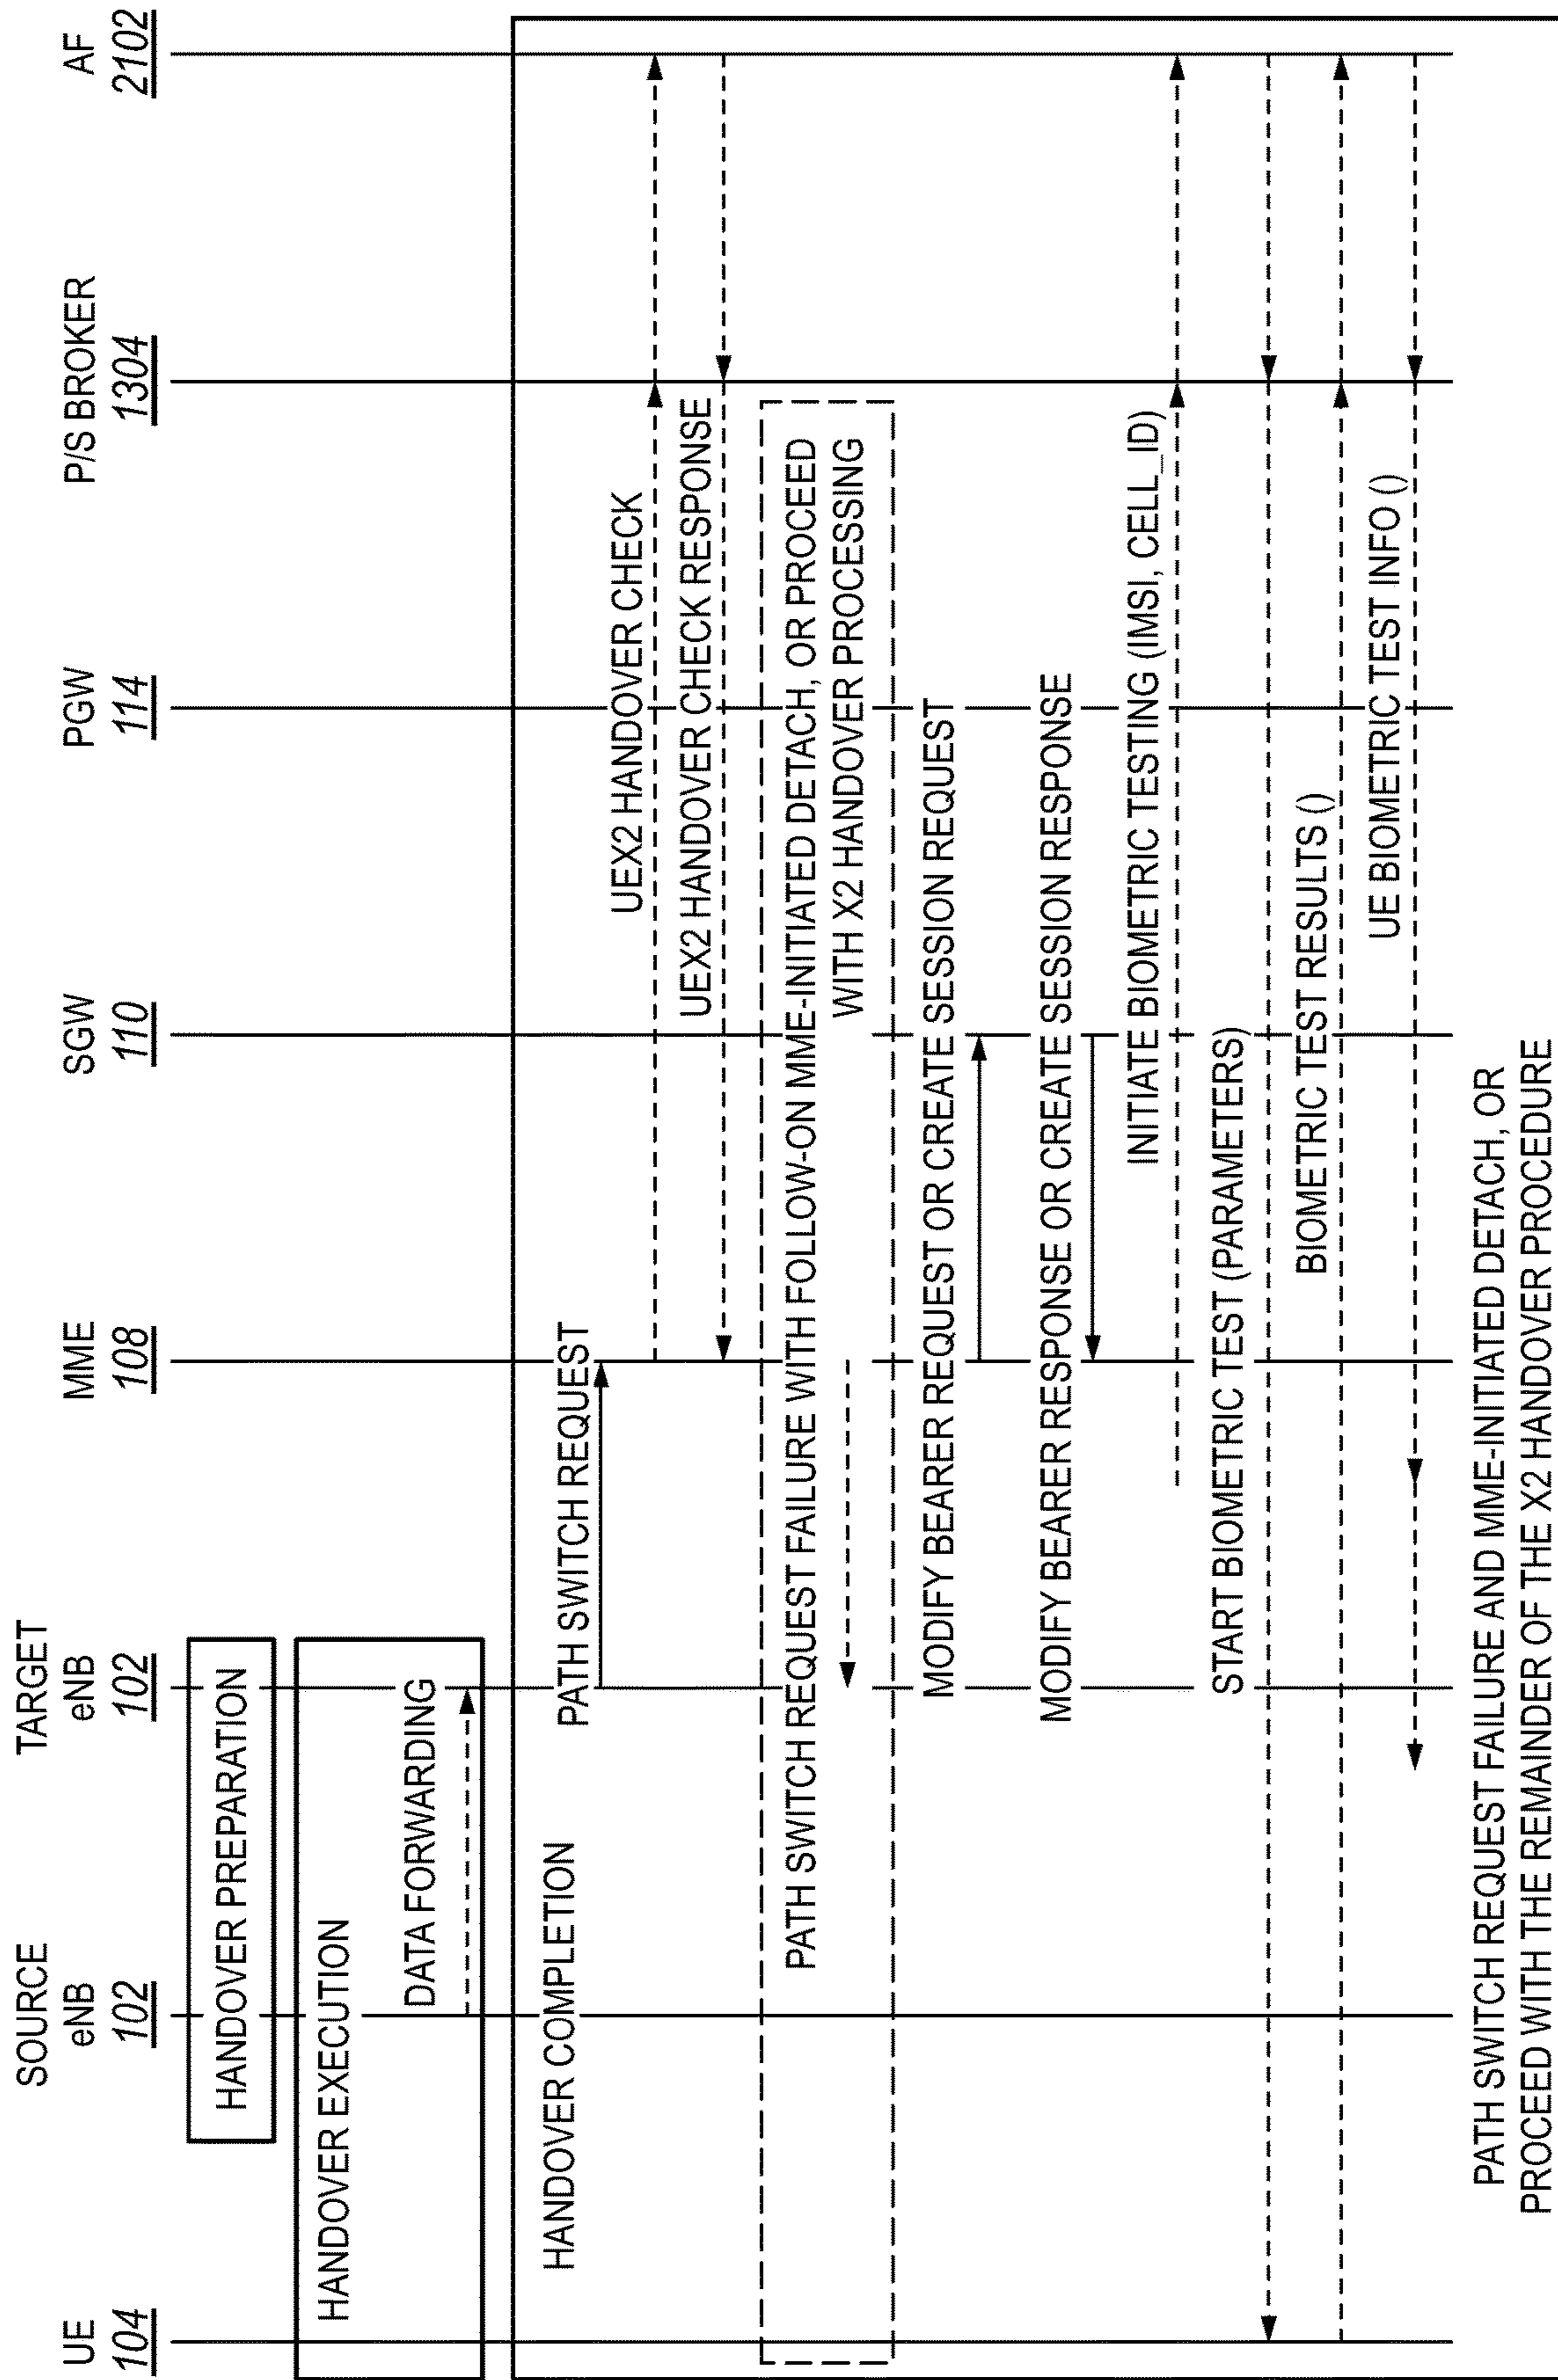 UE
104
SOURCE
eNB
102
TARGET
eNB
102
MME
108
SGW
110
PGW
114
P/S BROKER
1304
AF
2102
HANDOVER PREPARATION
HANDOVER EXECUTION
DATA FORWARDING
HANDOVER COMPLETION
PATH SWITCH REQUEST
UEX2 HANDOVER CHECK
UEX2 HANDOVER CHECK RESPONSE
PATH SWITCH REQUEST FAILURE WITH FOLLOW-ON MME-INITIATED DETACH, OR PROCEED
WITH X2 HANDOVER PROCESSING
MODIFY BEARER REQUEST OR CREATE SESSION REQUEST
MODIFY BEARER RESPONSE OR CREATE SESSION RESPONSE
INITIATE BIOMETRIC TESTING (IMSI, CELL_ID)
START BIOMETRIC TEST (PARAMETERS)
BIOMETRIC TEST RESULTS ()
UE BIOMETRIC TEST INFO ()
PATH SWITCH REQUEST FAILURE AND MME-INITIATED DETACH, OR
PROCEED WITH THE REMAINDER OF THE X2 HANDOVER PROCEDURE